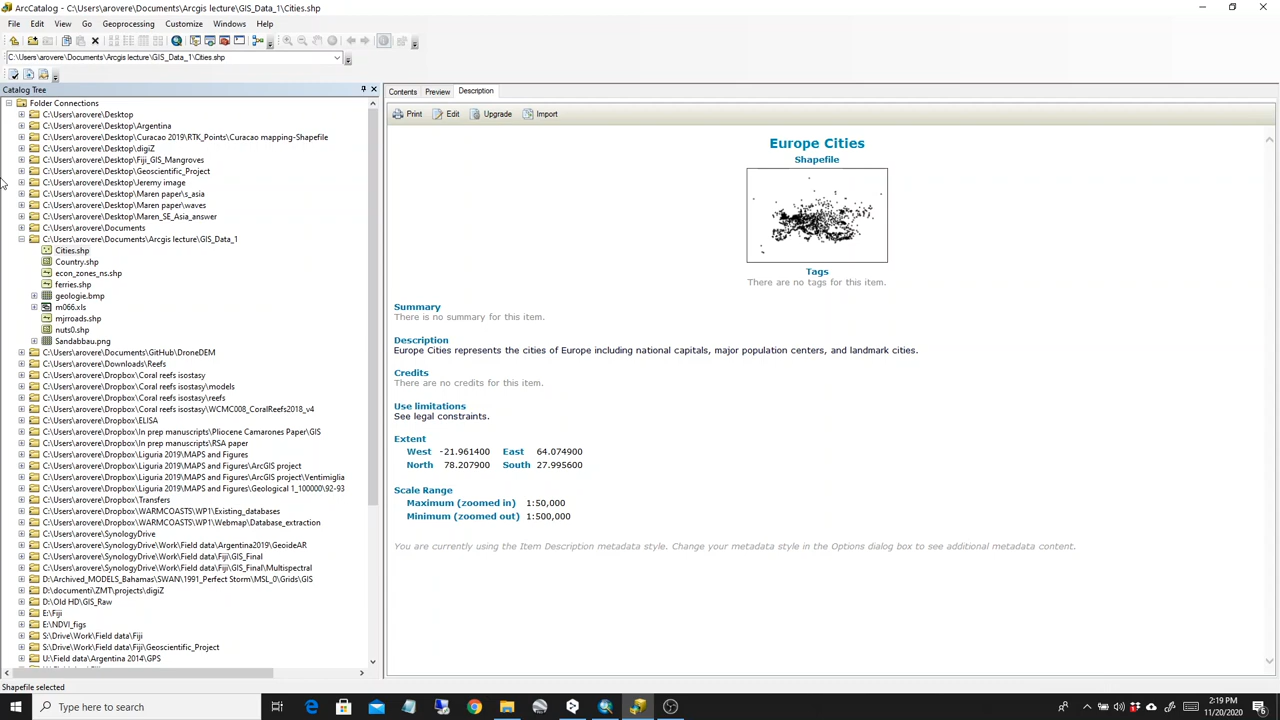 ArcCatalog - C:\Users\arovere\Documents\Arcgis lecture\GIS_Data_1\Cities.shp
File Edit View Go Geoprocessing Customize Windows Help
C:\Users\arovere\Documents\Arcgis lecture\GIS_Data_1\Cities.shp
Catalog Tree
Folder Connections
C:\Users\arovere\Desktop
C:\Users\arovere\Desktop\Argentina
C:\Users\arovere\Desktop\Curacao 2019\RTK_Points\Curacao mapping-Shapefile
C:\Users\arovere\Desktop\digiZ
C:\Users\arovere\Desktop\Fiji_GIS_Mangroves
C:\Users\arovere\Desktop\Geoscientific_Project
C:\Users\arovere\Desktop\Jeremy image
C:\Users\arovere\Desktop\Maren paper\s_asia
C:\Users\arovere\Desktop\Maren paper\waves
C:\Users\arovere\Desktop\Maren_SE_Asia_answer
C:\Users\arovere\Documents
C:\Users\arovere\Documents\Arcgis lecture\GIS_Data_1
Cities.shp
Country.shp
econ_zones_ns.shp
ferries.shp
geologie.bmp
m066.xls
mjrroads.shp
nuts0.shp
Sandabbau.png
C:\Users\arovere\Documents\GitHub\DroneDEM
C:\Users\arovere\Downloads\Reefs
C:\Users\arovere\Dropbox\Coral reefs isostasy
C:\Users\arovere\Dropbox\Coral reefs isostasy\models
C:\Users\arovere\Dropbox\Coral reefs isostasy\reefs
C:\Users\arovere\Dropbox\Coral reefs isostasy\WCMC008_CoralReefs2018_v4
C:\Users\arovere\Dropbox\ELISA
C:\Users\arovere\Dropbox\In prep manuscripts\Pliocene Camarones Paper\GIS
C:\Users\arovere\Dropbox\In prep manuscripts\RSA paper
C:\Users\arovere\Dropbox\Liguria 2019\MAPS and Figures
C:\Users\arovere\Dropbox\Liguria 2019\MAPS and Figures\ArcGIS project
C:\Users\arovere\Dropbox\Liguria 2019\MAPS and Figures\ArcGIS project\Ventimiglia
C:\Users\arovere\Dropbox\Liguria 2019\MAPS and Figures\Geological 1_100000\92-93
C:\Users\arovere\Dropbox\Transfers
C:\Users\arovere\Dropbox\WARMCOASTS\WP1\Existing_databases
C:\Users\arovere\Dropbox\WARMCOASTS\WP1\Webmap\Database_extraction
C:\Users\arovere\SynologyDrive
C:\Users\arovere\SynologyDrive\Work\Field data\Argentina2019\GeoideAR
C:\Users\arovere\SynologyDrive\Work\Field data\Fiji\GIS_Final
C:\Users\arovere\SynologyDrive\Work\Field data\Fiji\GIS_Final\Multispectral
D:\Archived_MODELS_Bahamas\SWAN\1991_Perfect Storm\MSL_0\Grids\GIS
D:\documenti\ZMT\projects\digiZ
D:\Old HD\GIS_Raw
E:\Fiji
E:\NDVI_figs
S:\Drive\Work\Field data\Fiji
S:\Drive\Work\Field data\Fiji\Geoscientific_Project
U:\Field data\Argentina 2014\GPS
Shapefile selected
Contents Preview Description
Print Edit Upgrade Import
Europe Cities
Shapefile
Tags
There are no tags for this item.
Summary
There is no summary for this item.
Description
Europe Cities represents the cities of Europe including national capitals, major population centers, and landmark cities.
Credits
There are no credits for this item.
Use limitations
See legal constraints.
Extent
West -21.961400 East 64.074900
North 78.207900 South 27.995600
Scale Range
Maximum (zoomed in) 1:50,000
Minimum (zoomed out) 1:500,000
You are currently using the Item Description metadata style. Change your metadata style in the Options dialog box to see additional metadata content.
Type here to search
2:19 PM
11/20/2020